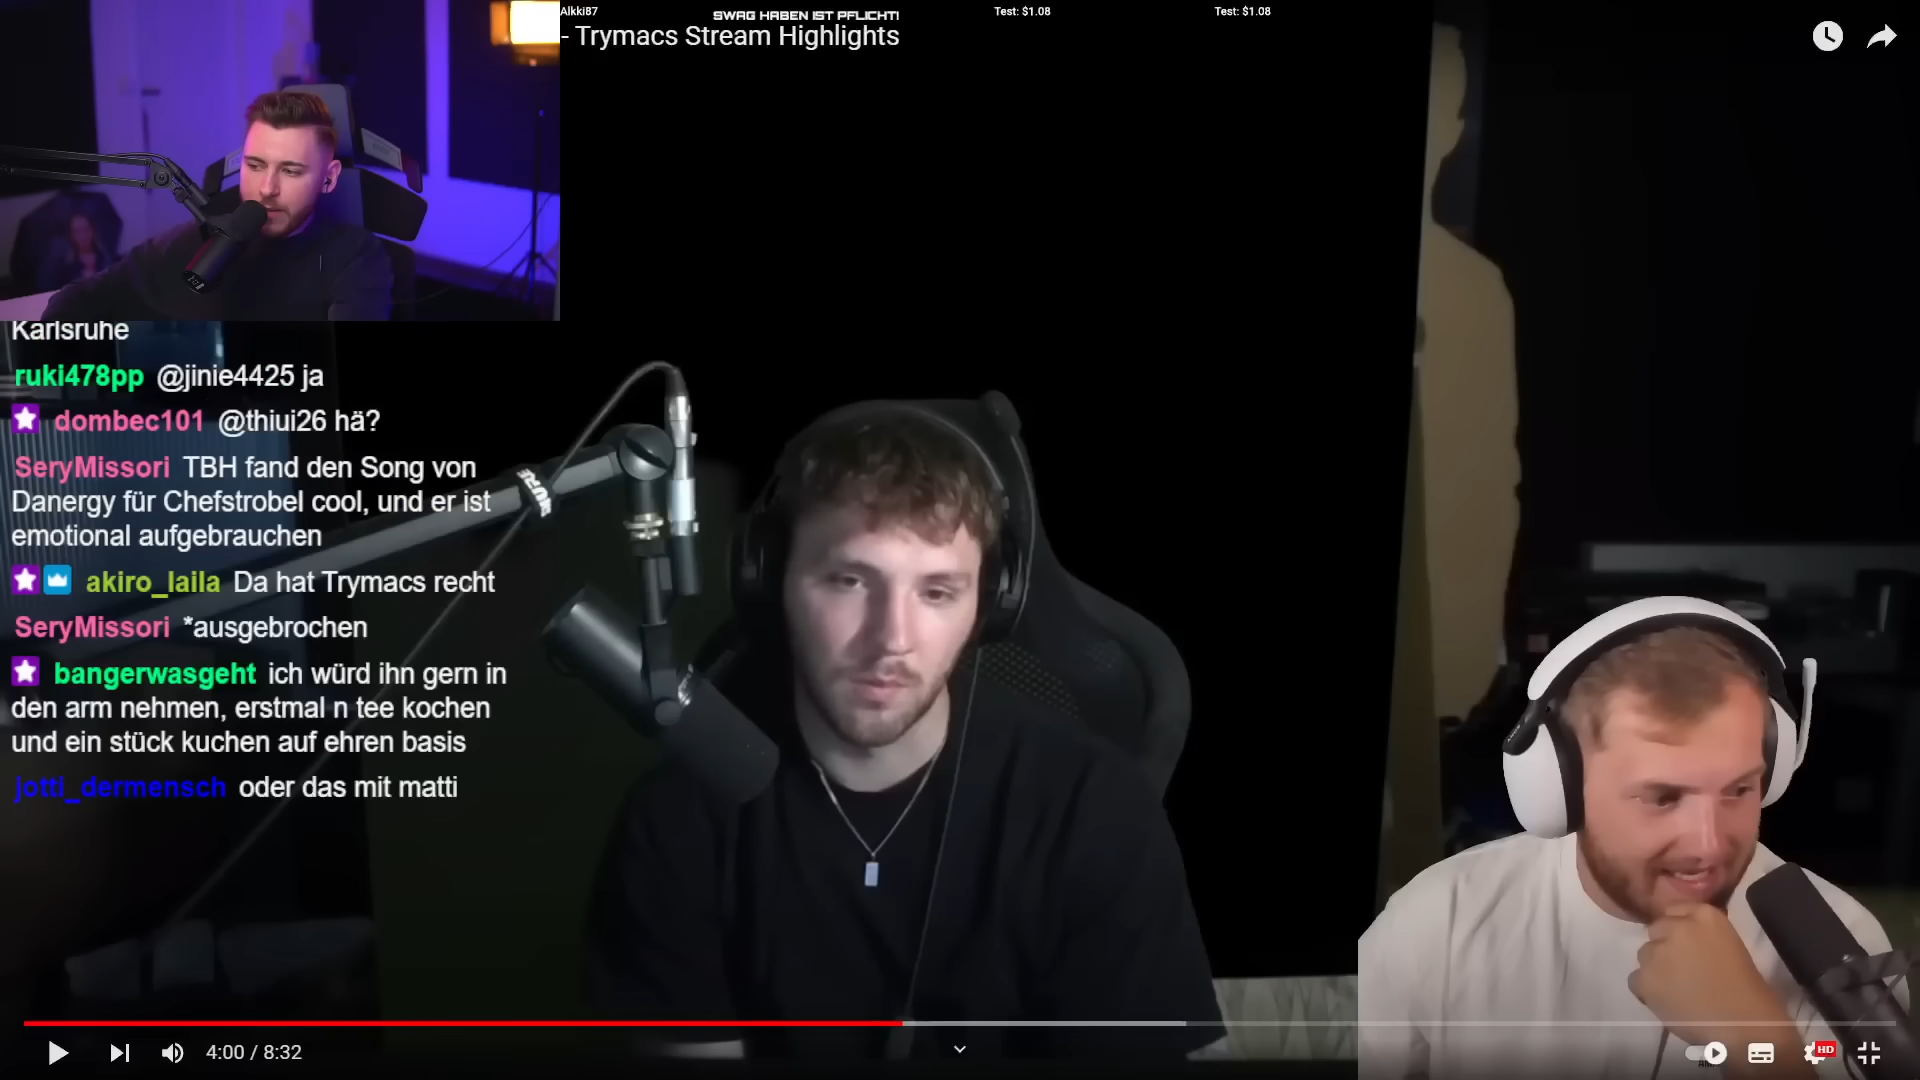 Alkki87
SWAG HABEN IST PFLICHT!
Test: $1.08
Test: $1.08
- Trymacs Stream Highlights
Karlsruhe
ruki478pp @jinie4425 ja
dombec101 @thiui26 hä?
SeryMissori TBH fand den Song von
Danergy für Chefstrobel cool, und er ist
emotional aufgebrauchen
akiro_laila Da hat Trymacs recht
SeryMissori *ausgebrochen
bangerwasgeht ich würd ihn gern in
den arm nehmen, erstmal n tee kochen
und ein stück kuchen auf ehren basis
jotti_dermensch oder das mit matti
SHURE
SONY
4:00 / 8:32
HD